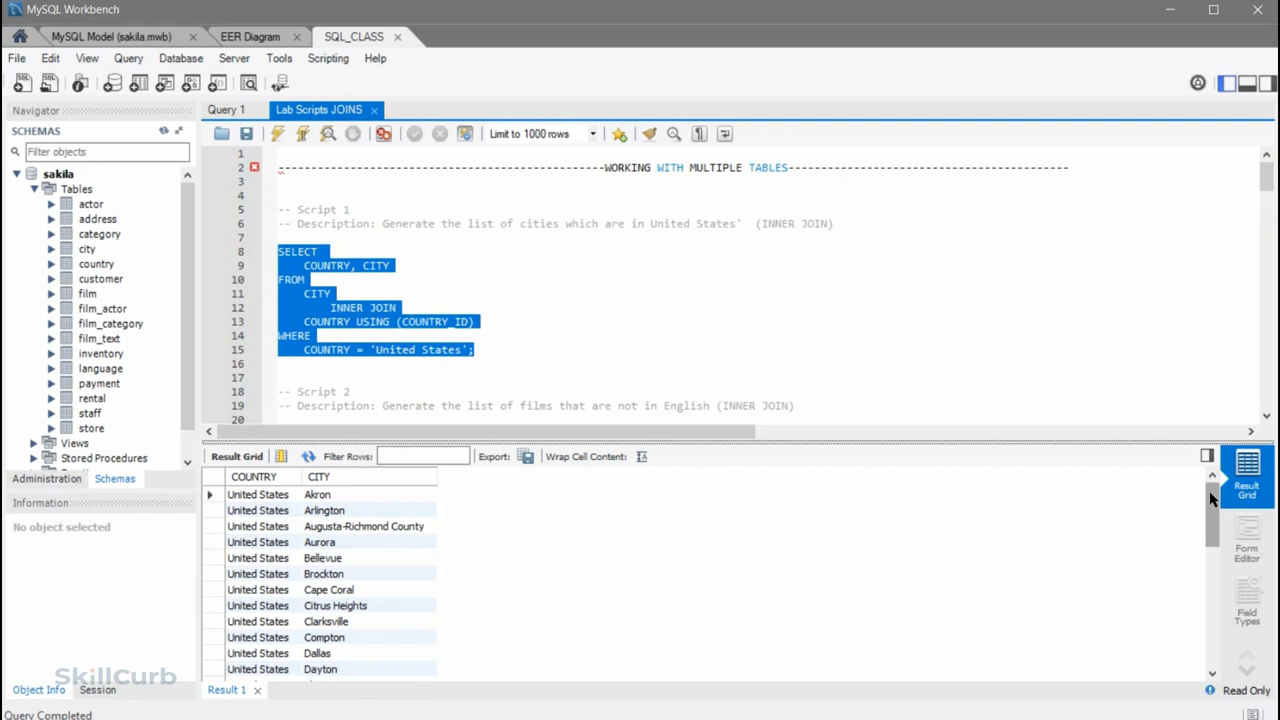 MySQL Workbench
MySQL Model (sakila.mwb) EER Diagram SQL_CLASS
File Edit View Query Database Server Tools Scripting Help
Navigator
SCHEMAS
Filter objects
sakila
Tables
actor
address
category
city
country
customer
film
film_actor
film_category
film_text
inventory
language
payment
rental
staff
store
Views
Stored Procedures
Administration Schemas
Information
No object selected
Object Info Session
Query Completed
Query 1 Lab Scripts JOINS
Limit to 1000 rows
1
2 ---------------------------------------------------WORKING WITH MULTIPLE TABLES-------------------------------------------
3
4
5 -- Script 1
6 -- Description: Generate the list of cities which are in United States' (INNER JOIN)
7
8 SELECT
9 COUNTRY, CITY
10 FROM
11 CITY
12 INNER JOIN
13 COUNTRY USING (COUNTRY_ID)
14 WHERE
15 COUNTRY = 'United States';
16
17
18 -- Script 2
19 -- Description: Generate the list of films that are not in English (INNER JOIN)
20
Result Grid Filter Rows: Export: Wrap Cell Content: IA
COUNTRY CITY
United States Akron
United States Arlington
United States Augusta-Richmond County
United States Aurora
United States Bellevue
United States Brockton
United States Cape Coral
United States Citrus Heights
United States Clarksville
United States Compton
United States Dallas
United States Dayton
Result 1
Result
Grid
Form
Editor
Field
Types
Read Only
SkillCurb